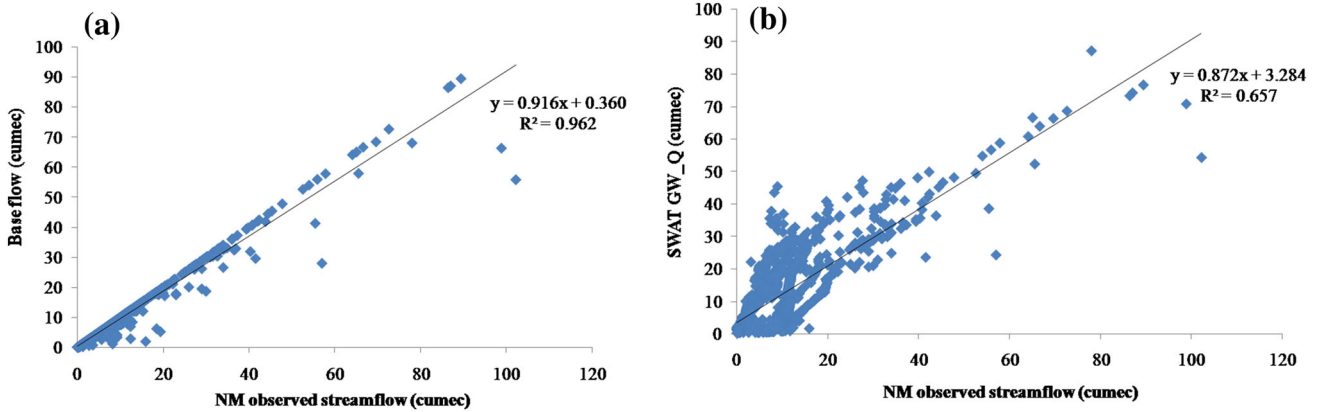 (a)
100
90
80
70
60
50
40
30
20
10
0
Base flow (cumec)
y = 0.916x + 0.360
R² = 0.962
0 20 40 60 80 100 120
NM observed streamflow (cumec)
(b)
100
90
80
70
60
50
40
30
20
10
0
SWAT GW_Q (cumec)
y = 0.872x + 3.284
R² = 0.657
0 20 40 60 80 100 120
NM observed streamflow (cumec)